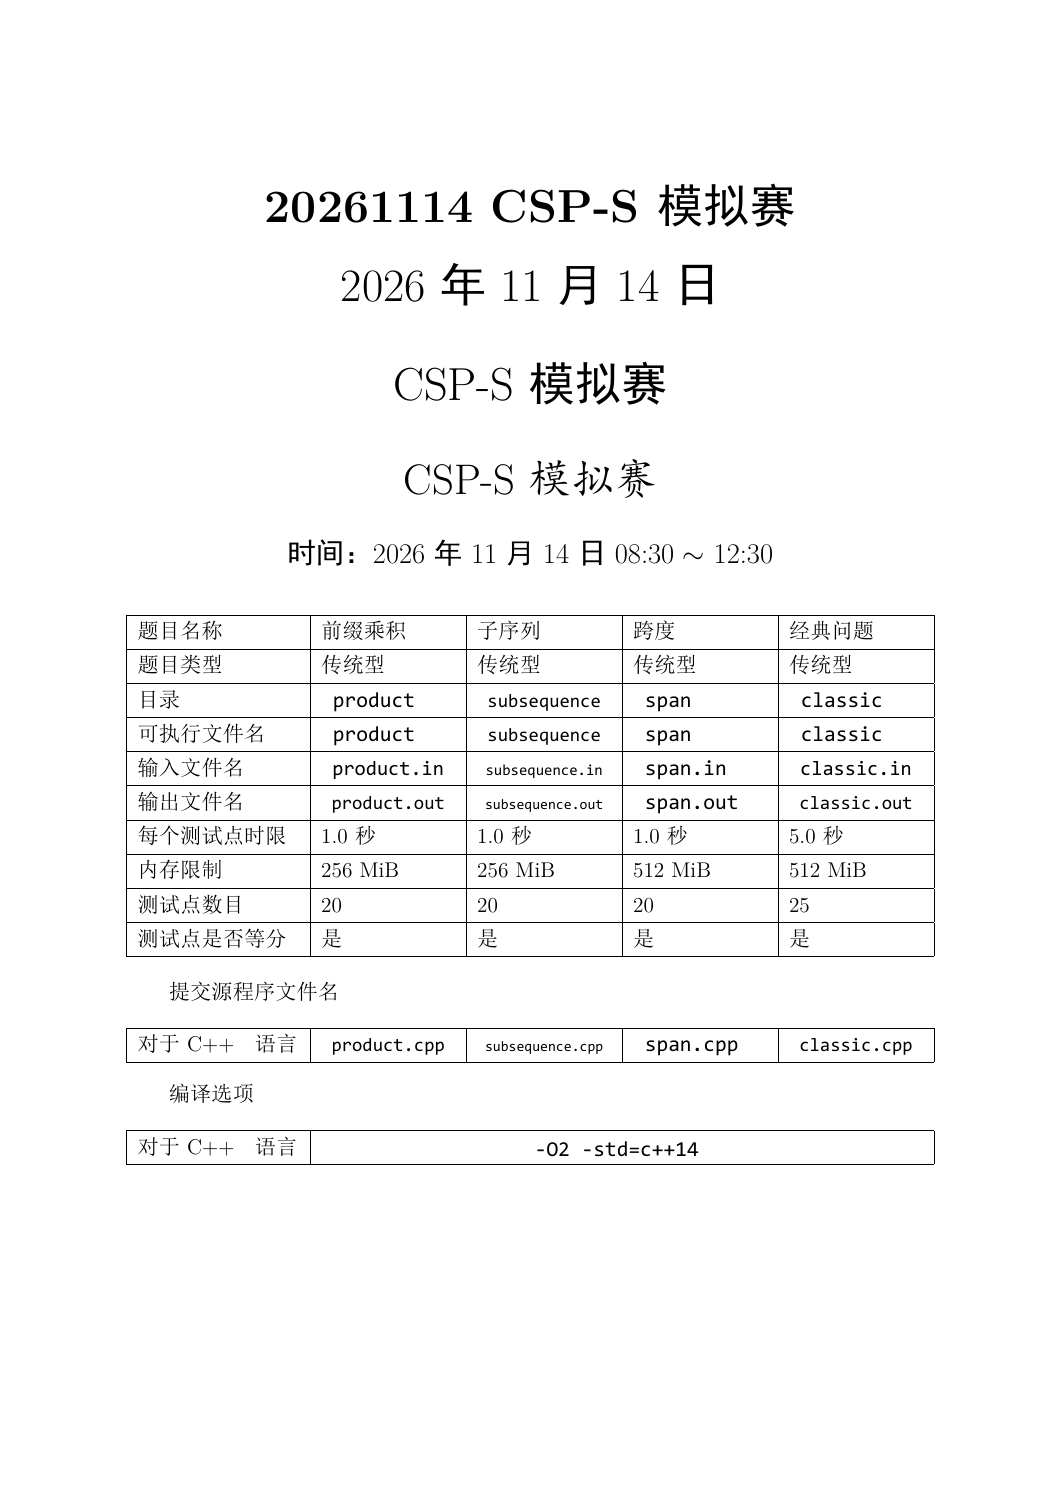 20261114 CSP-S 模拟赛
2026 年 11 月 14 日
CSP-S 模拟赛
CSP-S 模拟赛
时间：2026 年 11 月 14 日 08:30 ∼ 12:30
题目名称 前缀乘积 子序列 跨度 经典问题
题目类型 传统型 传统型 传统型 传统型
目录 product subsequence span classic
可执行文件名 product subsequence span classic
输入文件名 product.in subsequence.in span.in classic.in
输出文件名 product.out subsequence.out span.out classic.out
每个测试点时限 1.0 秒 1.0 秒 1.0 秒 5.0 秒
内存限制 256 MiB 256 MiB 512 MiB 512 MiB
测试点数目 20 20 20 25
测试点是否等分 是 是 是 是
提交源程序文件名
对于 C++ 语言 product.cpp subsequence.cpp span.cpp classic.cpp
编译选项
对于 C++ 语言 -O2 -std=c++14